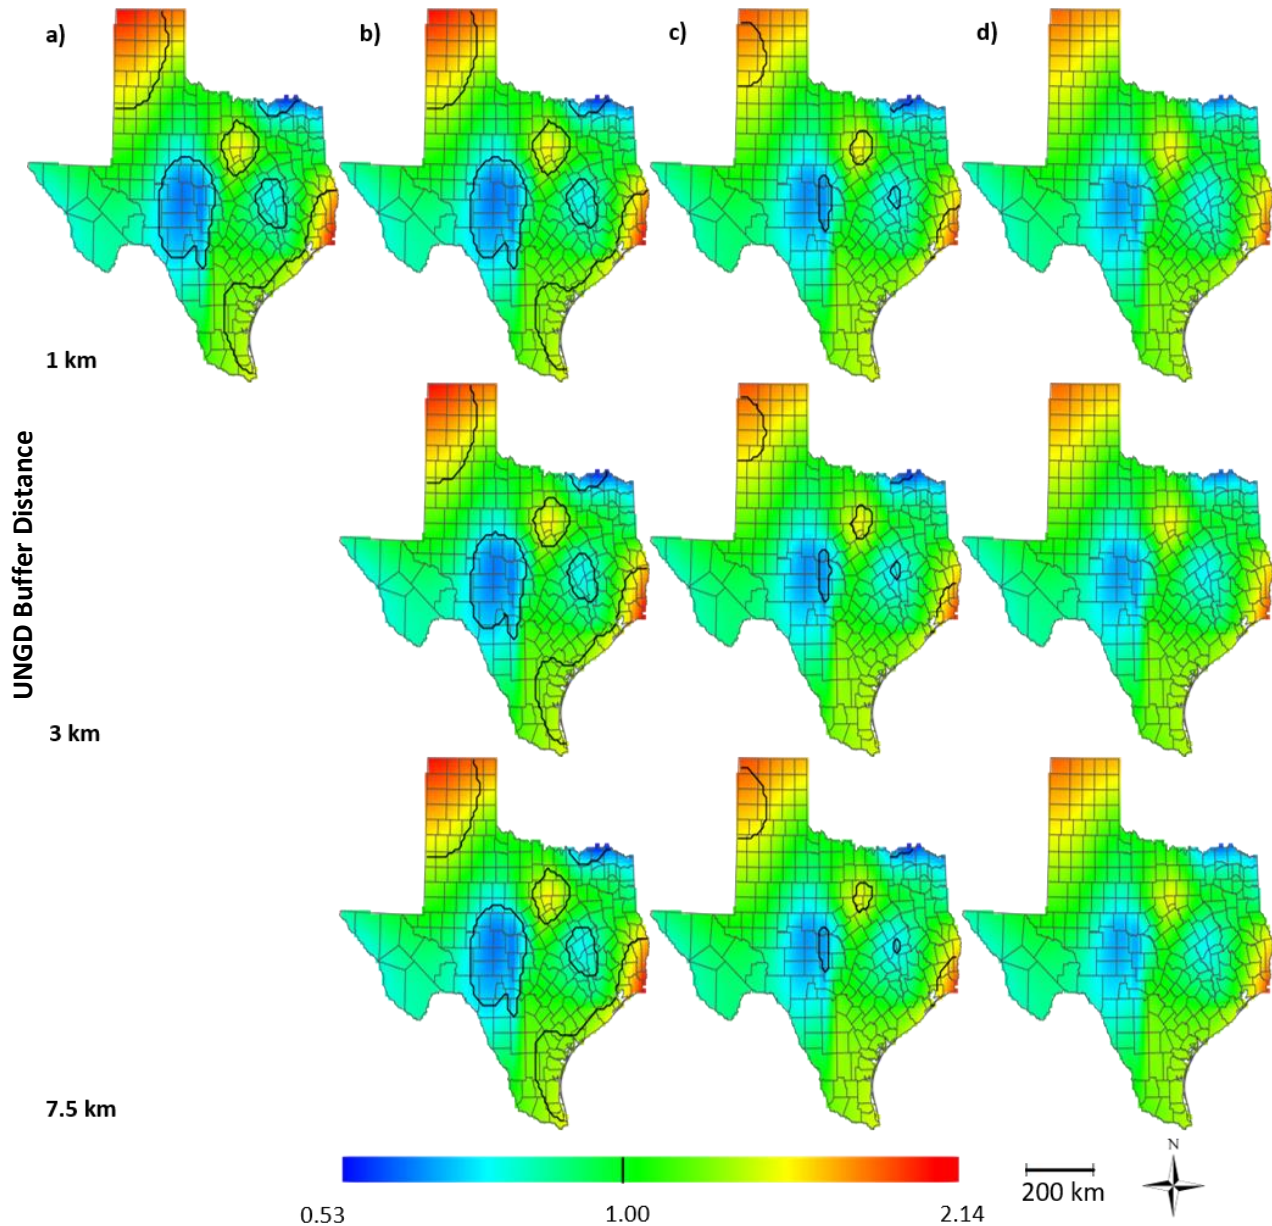 a)
b)
c)
d)
1 km
UNGD Buffer Distance
3 km
7.5 km
N
200 km
0.53
1.00
2.14